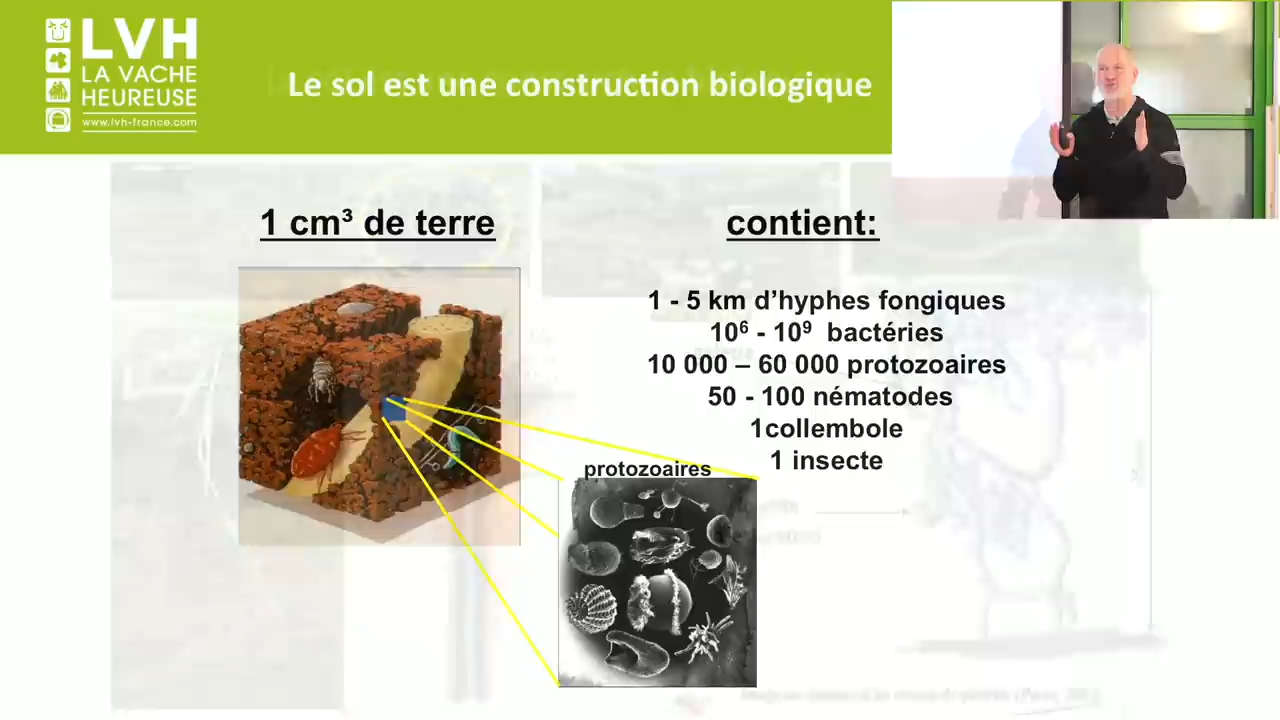 LVH
LA VACHE
HEUREUSE
www.lvh-france.com
Le sol est une construction biologique
1 cm³ de terre
contient:
1 - 5 km d’hyphes fongiques
10⁶ - 10⁹ bactéries
10 000 – 60 000 protozoaires
50 - 100 nématodes
1collembole
1 insecte
protozoaires